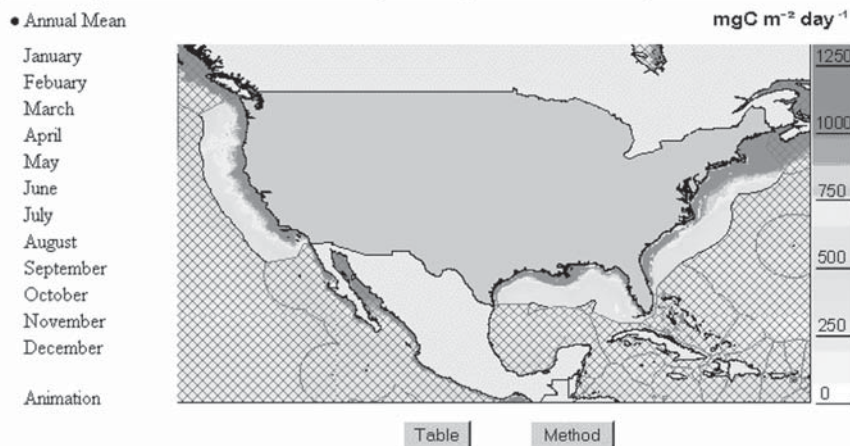 • Annual Mean
mgC m⁻² day⁻¹
January
Febuary
March
April
May
June
July
August
September
October
November
December
Animation
1250
1000
750
500
250
0
Table
Method